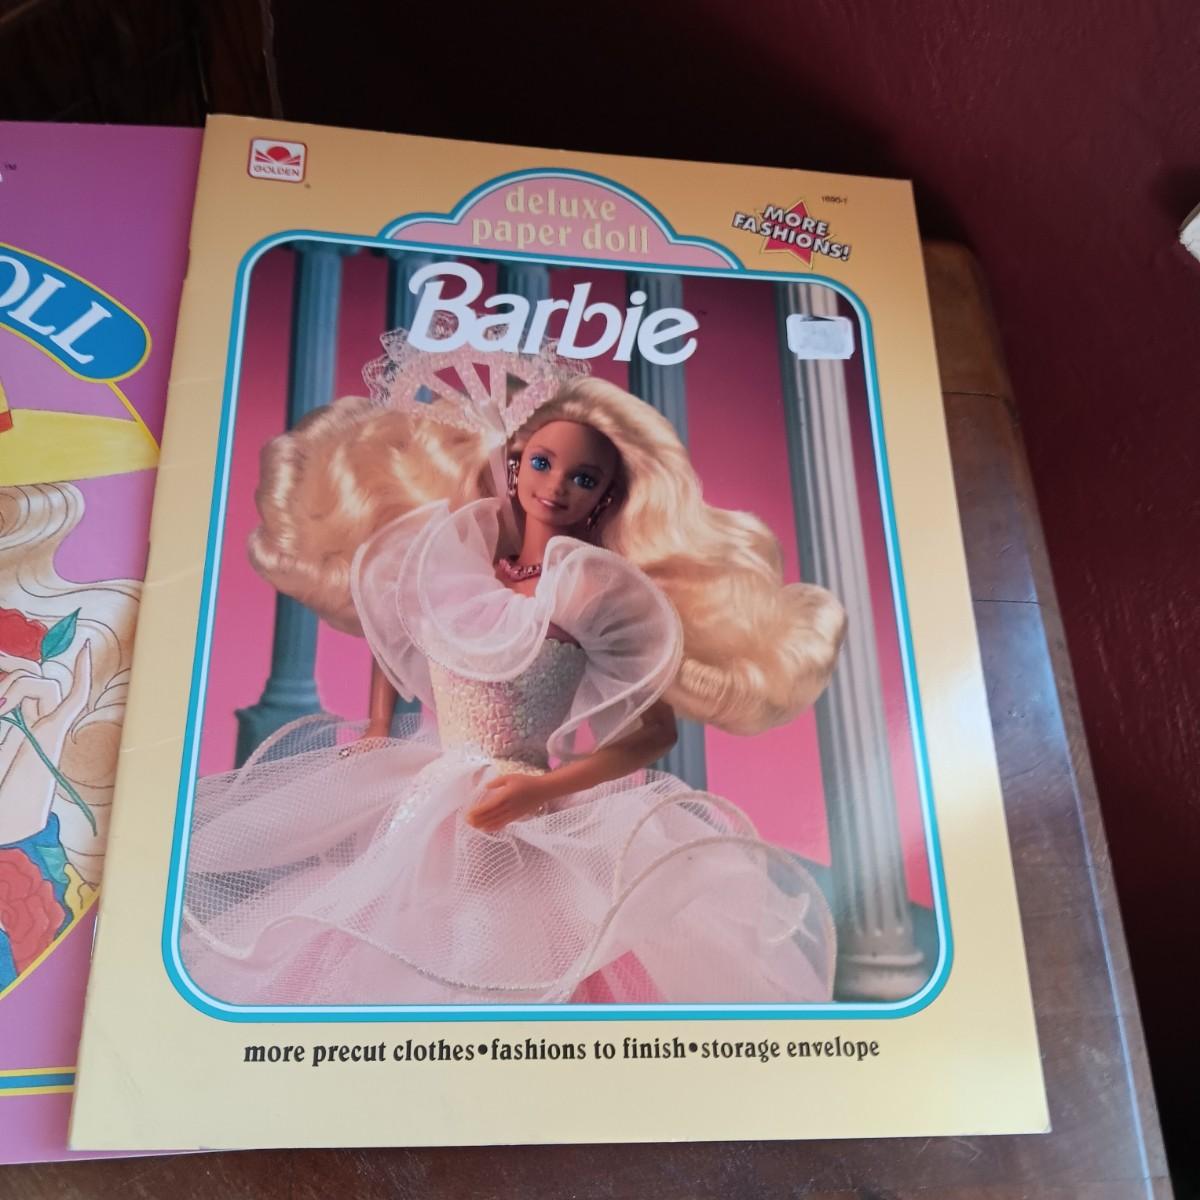 GOLDEN
deluxe
paper doll
MORE
FASHIONS!
1690-1
Barbie
OLL
more precut clothes•fashions to finish•storage envelope